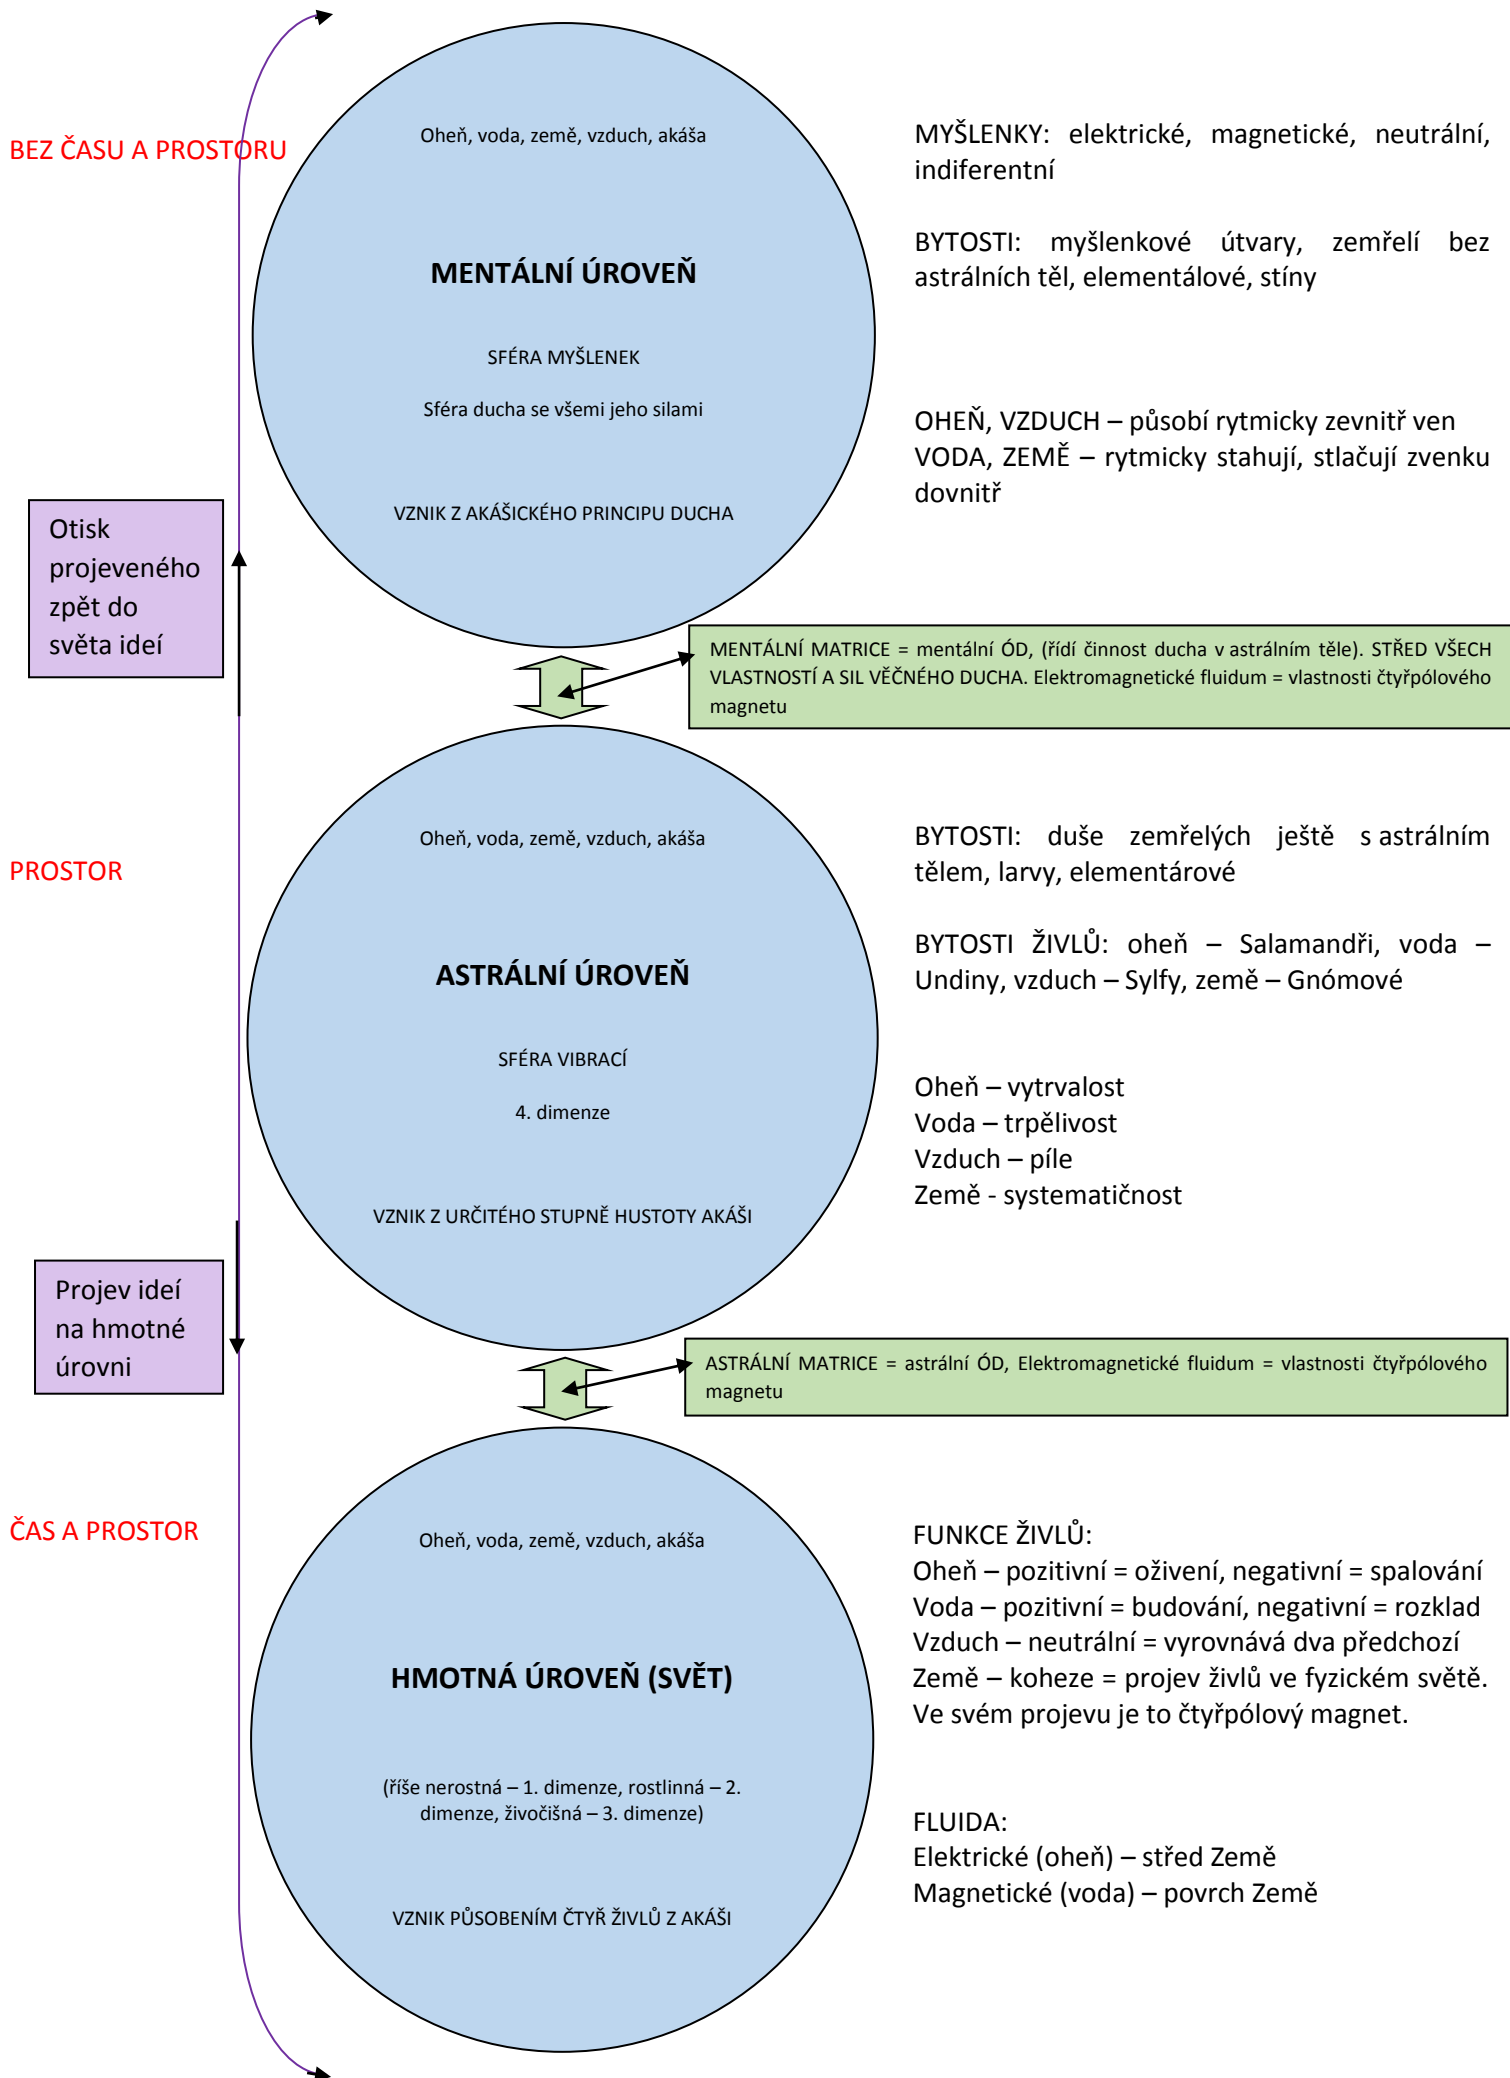 BEZ ČASU A PROSTORU
Oheň, voda, země, vzduch, akáša
MENTÁLNÍ ÚROVEŇ
SFÉRA MYŠLENEK
Sféra ducha se všemi jeho silami
VZNIK Z AKÁŠICKÉHO PRINCIPU DUCHA
MYŠLENKY: elektrické, magnetické, neutrální,
indiferentní
BYTOSTI: myšlenkové útvary, zemřelí bez
astrálních těl, elementálové, stíny
OHEŇ, VZDUCH – působí rytmicky zevnitř ven
VODA, ZEMĚ – rytmicky stahují, stlačují zvenku
dovnitř
Otisk
projeveného
zpět do
světa ideí
MENTÁLNÍ MATRICE = mentální ÓD, (řídí činnost ducha v astrálním těle). STŘED VŠECH
VLASTNOSTÍ A SIL VĚČNÉHO DUCHA. Elektromagnetické fluidum = vlastnosti čtyřpólového
magnetu
PROSTOR
Oheň, voda, země, vzduch, akáša
ASTRÁLNÍ ÚROVEŇ
SFÉRA VIBRACÍ
4. dimenze
VZNIK Z URČITÉHO STUPNĚ HUSTOTY AKÁŠI
BYTOSTI: duše zemřelých ještě s astrálním
tělem, larvy, elementárové
BYTOSTI ŽIVLŮ: oheň – Salamandři, voda –
Undiny, vzduch – Sylfy, země – Gnómové
Oheň – vytrvalost
Voda – trpělivost
Vzduch – píle
Země - systematičnost
Projev ideí
na hmotné
úrovni
ASTRÁLNÍ MATRICE = astrální ÓD, Elektromagnetické fluidum = vlastnosti čtyřpólového
magnetu
ČAS A PROSTOR
Oheň, voda, země, vzduch, akáša
HMOTNÁ ÚROVEŇ (SVĚT)
(říše nerostná – 1. dimenze, rostlinná – 2.
dimenze, živočišná – 3. dimenze)
VZNIK PŮSOBENÍM ČTYŘ ŽIVLŮ Z AKÁŠI
FUNKCE ŽIVLŮ:
Oheň – pozitivní = oživení, negativní = spalování
Voda – pozitivní = budování, negativní = rozklad
Vzduch – neutrální = vyrovnává dva předchozí
Země – koheze = projev živlů ve fyzickém světě.
Ve svém projevu je to čtyřpólový magnet.
FLUIDA:
Elektrické (oheň) – střed Země
Magnetické (voda) – povrch Země